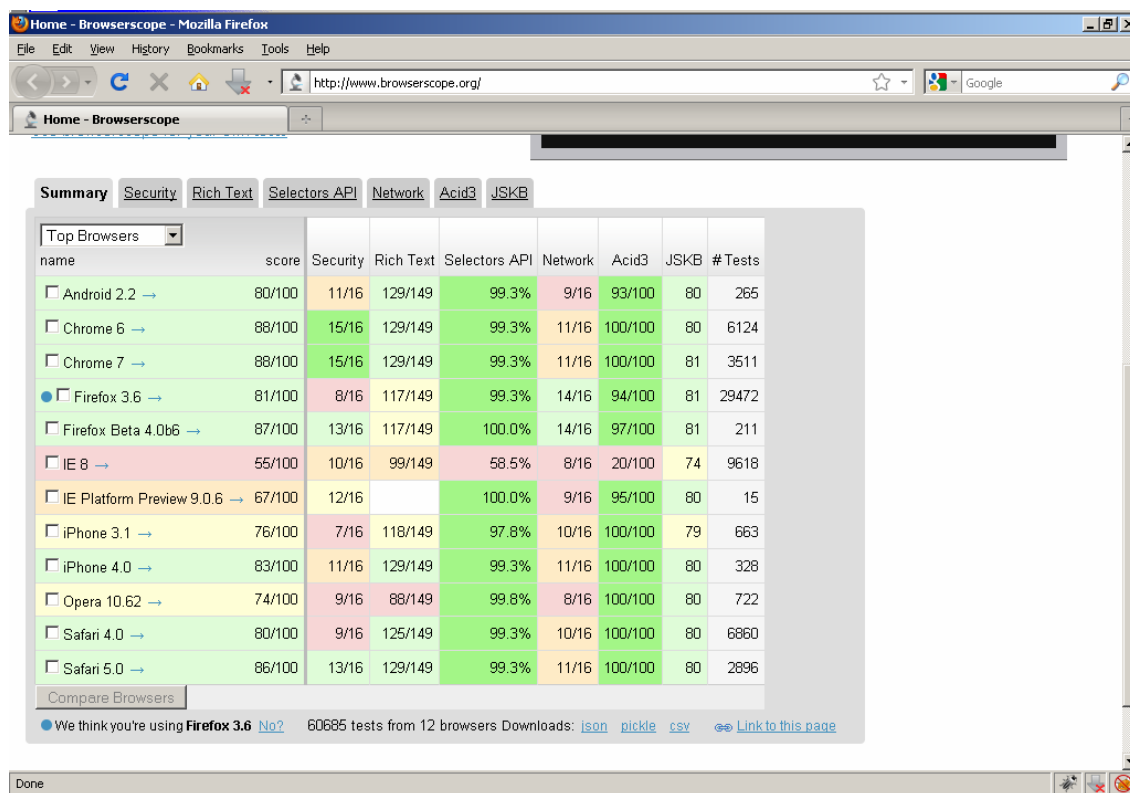 Home - Browserscope - Mozilla Firefox
File Edit View History Bookmarks Tools Help
http://www.browserscope.org/ Google
Home - Browserscope
Summary Security Rich Text Selectors API Network Acid3 JSKB
Top Browsers
name score Security Rich Text Selectors API Network Acid3 JSKB # Tests
Android 2.2 → 80/100 11/16 129/149 99.3% 9/16 93/100 80 265
Chrome 6 → 88/100 15/16 129/149 99.3% 11/16 100/100 80 6124
Chrome 7 → 88/100 15/16 129/149 99.3% 11/16 100/100 81 3511
Firefox 3.6 → 81/100 8/16 117/149 99.3% 14/16 94/100 81 29472
Firefox Beta 4.0b6 → 87/100 13/16 117/149 100.0% 14/16 97/100 81 211
IE 8 → 55/100 10/16 99/149 58.5% 8/16 20/100 74 9618
IE Platform Preview 9.0.6 → 67/100 12/16 100.0% 9/16 95/100 80 15
iPhone 3.1 → 76/100 7/16 118/149 97.8% 10/16 100/100 79 663
iPhone 4.0 → 83/100 11/16 129/149 99.3% 11/16 100/100 80 328
Opera 10.62 → 74/100 9/16 88/149 99.8% 8/16 100/100 80 722
Safari 4.0 → 80/100 9/16 125/149 99.3% 10/16 100/100 80 6860
Safari 5.0 → 86/100 13/16 129/149 99.3% 11/16 100/100 80 2896
Compare Browsers
We think you're using Firefox 3.6 No? 60685 tests from 12 browsers Downloads: json pickle csv Link to this page
Done